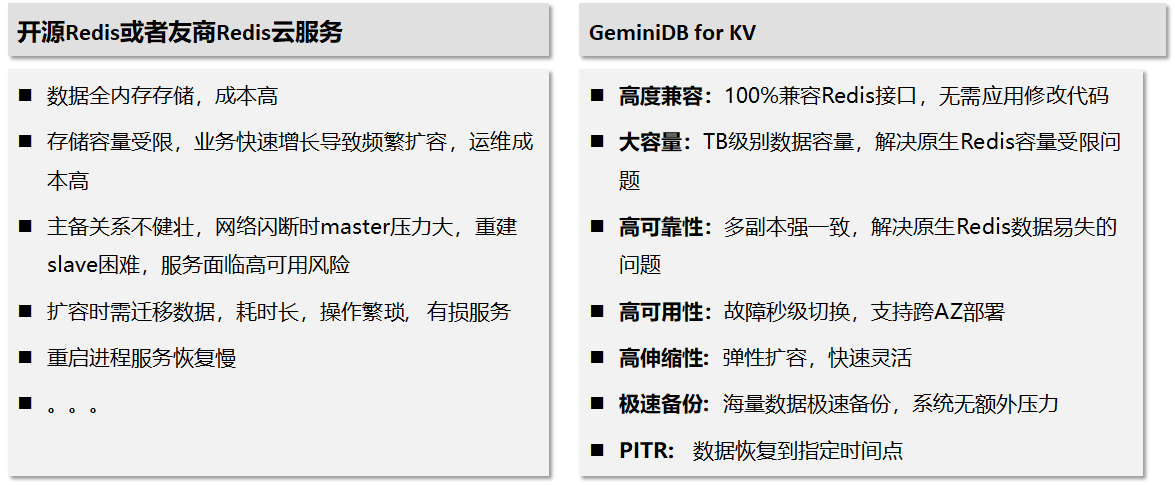 开源Redis或者友商Redis云服务
■ 数据全内存存储，成本高
■ 存储容量受限，业务快速增长导致频繁扩容，运维成
本高
■ 主备关系不健壮，网络闪断时master压力大，重建
slave困难，服务面临高可用风险
■ 扩容时需迁移数据，耗时长，操作繁琐， 有损服务
■ 重启进程服务恢复慢
■ 。。。
GeminiDB for KV
■ 高度兼容：100%兼容Redis接口，无需应用修改代码
■ 大容量：TB级别数据容量，解决原生Redis容量受限问
题
■ 高可靠性：多副本强一致，解决原生Redis数据易失的
问题
■ 高可用性：故障秒级切换，支持跨AZ部署
■ 高伸缩性: 弹性扩容，快速灵活
■ 极速备份: 海量数据极速备份，系统无额外压力
■ PITR: 数据恢复到指定时间点